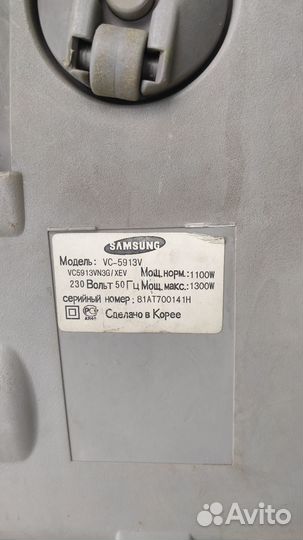 SAMSUNG
Модель: VC-5913V
VC5913VN3G/XEV Мощ.норм.:1100W
230 Вольт 50 Гц Мощ.макс.:1300W
серийный номер: 81AT700141H
АЯ41 Сделано в Корее
Avito